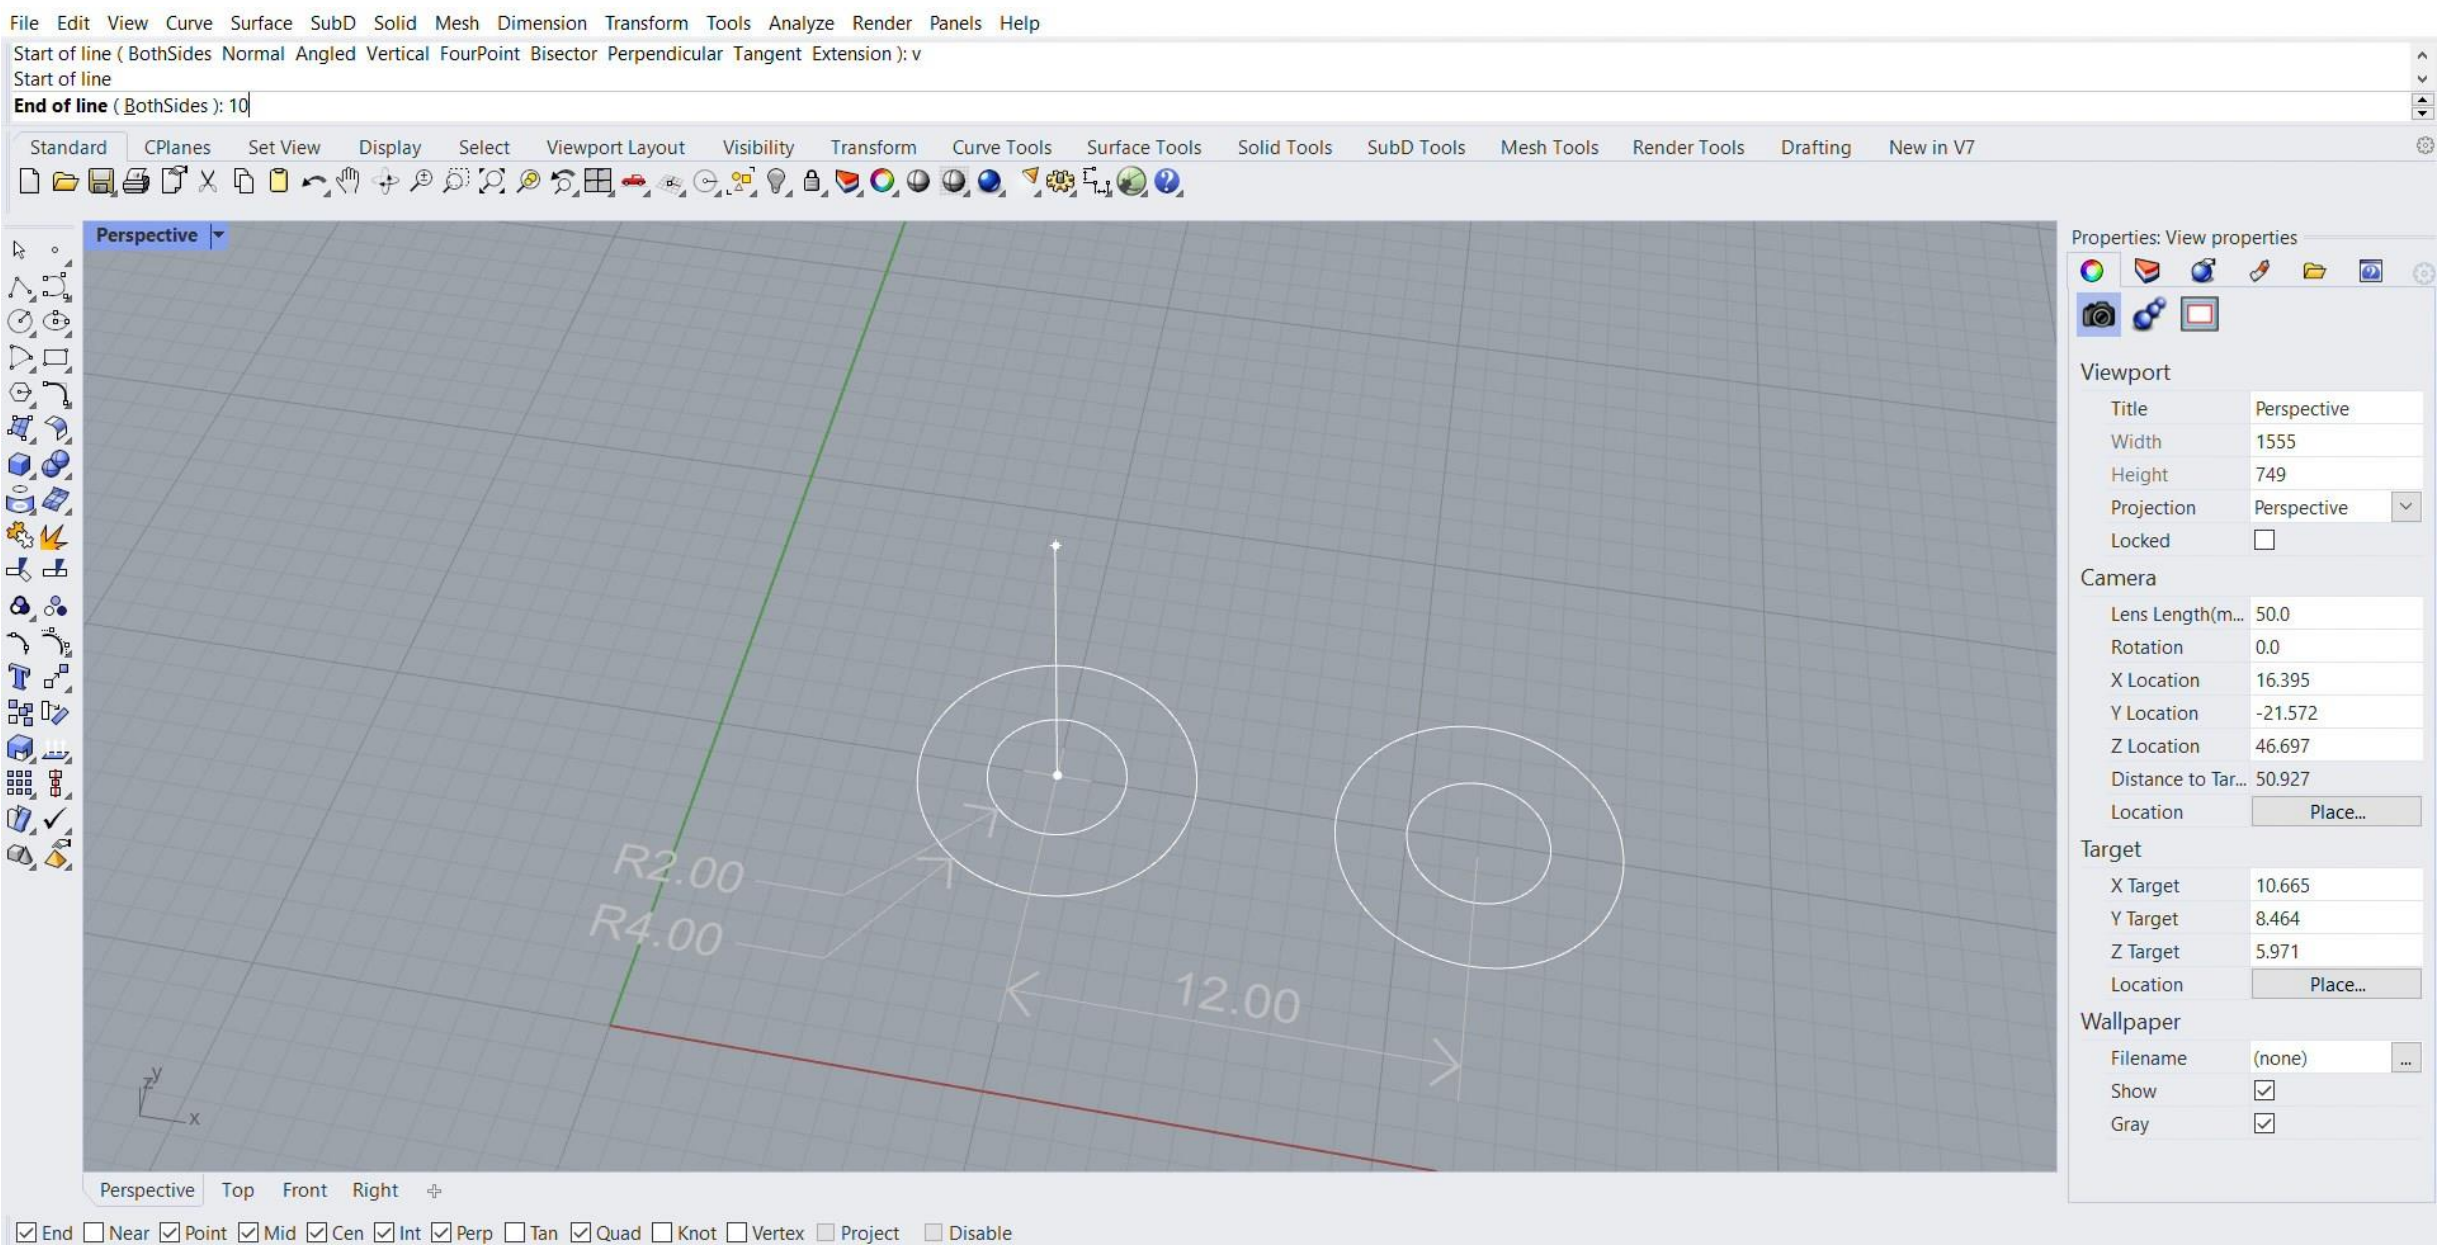 File Edit View Curve Surface SubD Solid Mesh Dimension Transform Tools Analyze Render Panels Help
Start of line ( BothSides Normal Angled Vertical FourPoint Bisector Perpendicular Tangent Extension ): v
Start of line
End of line ( BothSides ): 10
Standard CPlanes Set View Display Select Viewport Layout Visibility Transform Curve Tools Surface Tools Solid Tools SubD Tools Mesh Tools Render Tools Drafting New in V7
Perspective
R2.00
R4.00
12.00
z y
x
Properties: View properties
Viewport
Title Perspective
Width 1555
Height 749
Projection Perspective
Locked
Camera
Lens Length(m... 50.0
Rotation 0.0
X Location 16.395
Y Location -21.572
Z Location 46.697
Distance to Tar... 50.927
Location Place...
Target
X Target 10.665
Y Target 8.464
Z Target 5.971
Location Place...
Wallpaper
Filename (none) ...
Show
Gray
Perspective Top Front Right
End Near Point Mid Cen Int Perp Tan Quad Knot Vertex Project Disable